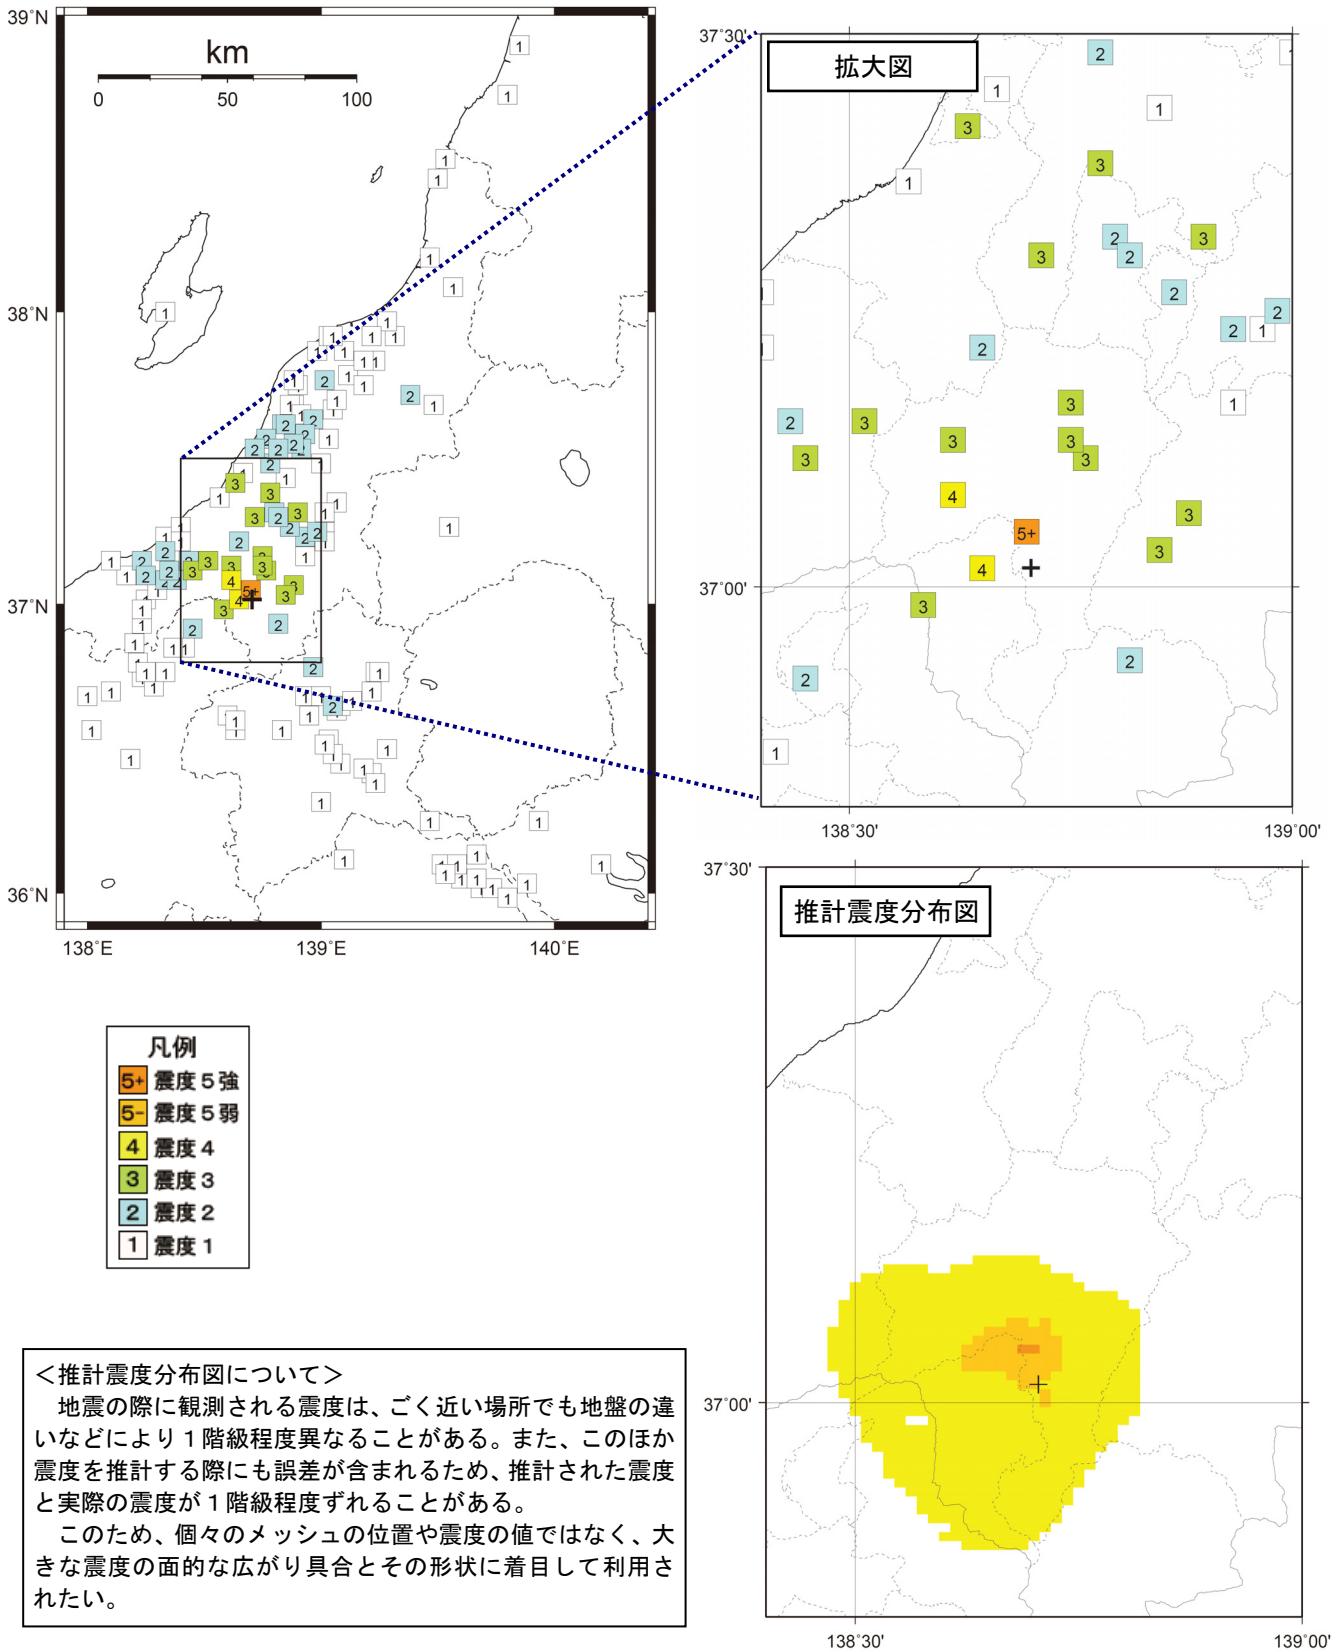 39°N
km
0 50 100
38°N
37°N
36°N
138°E 139°E 140°E
37°30'
拡大図
37°00'
138°30' 139°00'
37°30'
推計震度分布図
37°00'
138°30' 139°00'
凡例
5+ 震度5強
5- 震度5弱
4 震度4
3 震度3
2 震度2
1 震度1
<推計震度分布図について>
地震の際に観測される震度は、ごく近い場所でも地盤の違
いなどにより1階級程度異なることがある。また、このほか
震度を推計する際にも誤差が含まれるため、推計された震度
と実際の震度が1階級程度ずれることがある。
このため、個々のメッシュの位置や震度の値ではなく、大
きな震度の面的な広がり具合とその形状に着目して利用さ
れたい。